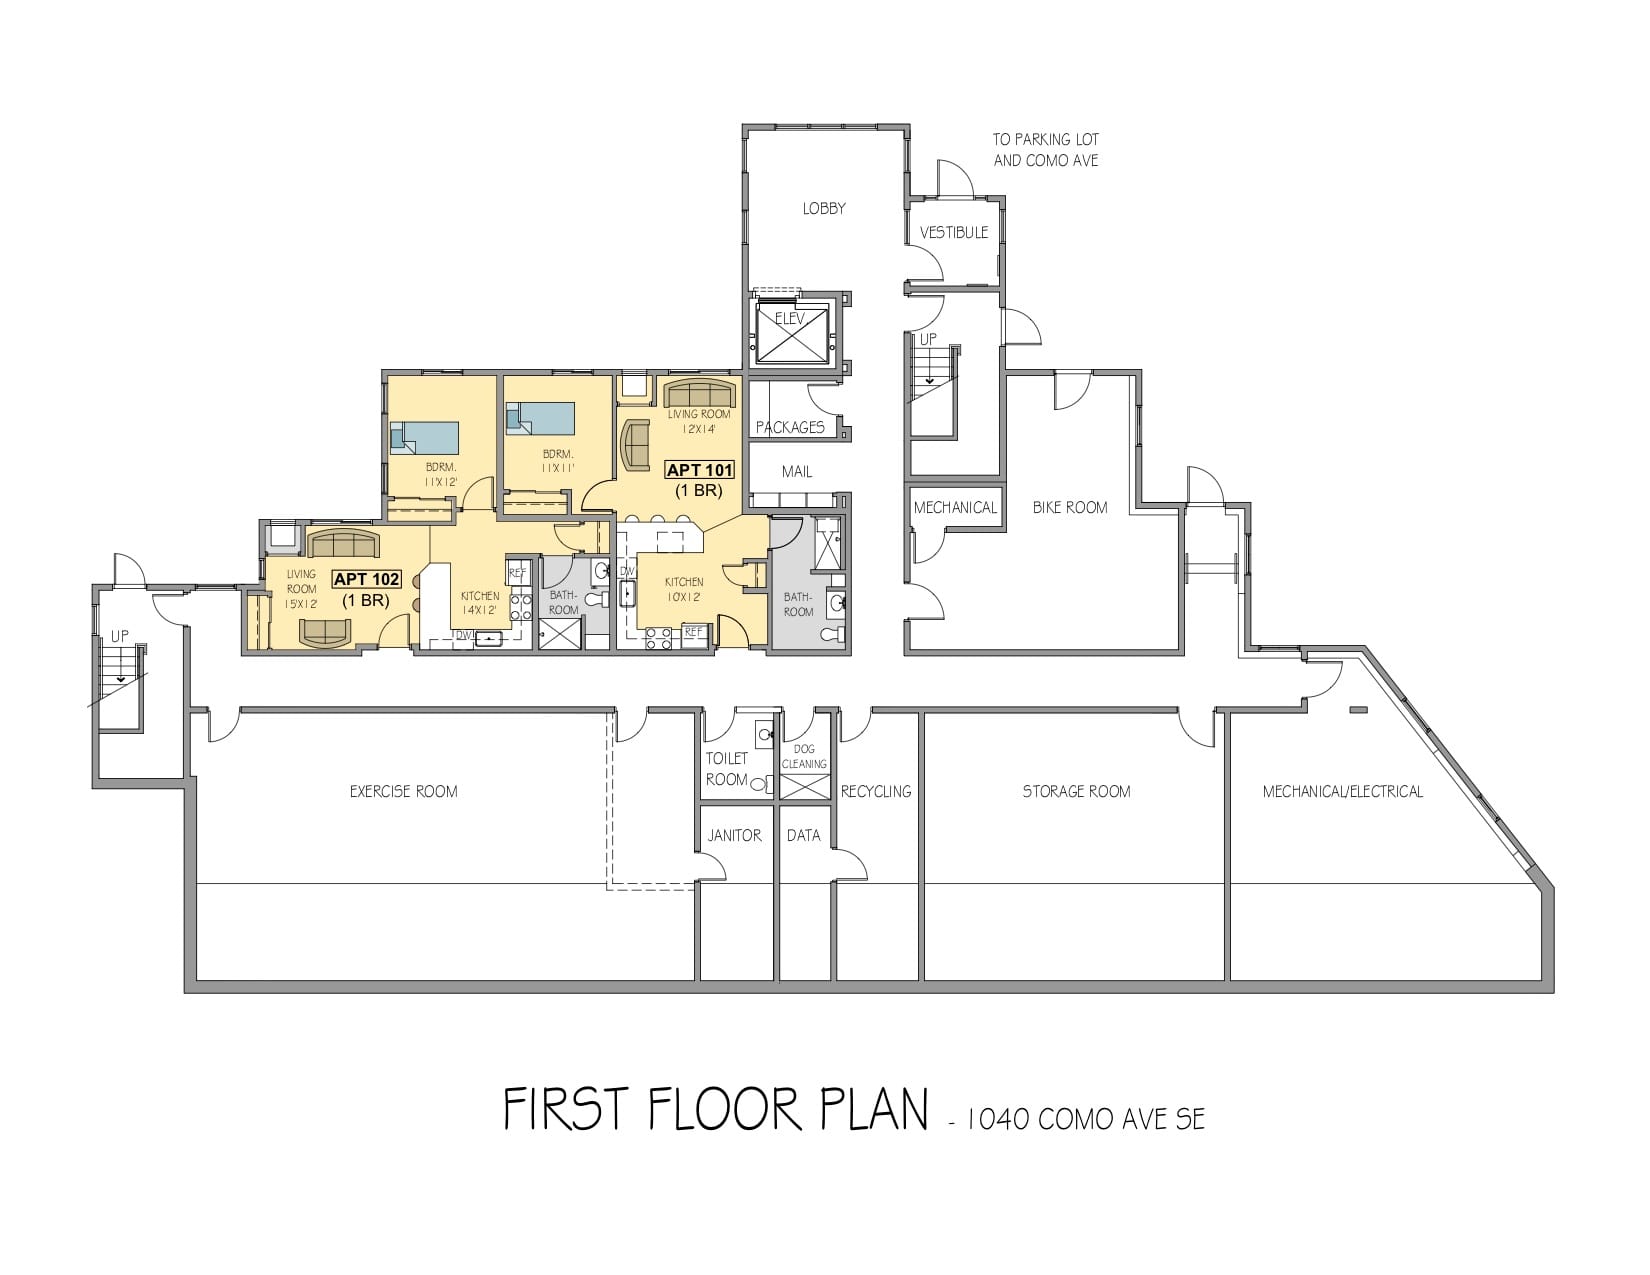 TO PARKING LOT
AND COMO AVE
LOBBY
VESTIBULE
ELEV.
UP
LIVING ROOM
12'X14'
PACKAGES
APT 101
(1 BR)
BDRM.
11'X11'
BDRM.
11'X12'
MAIL
MECHANICAL
BIKE ROOM
LIVING
ROOM
15'X12'
APT 102
(1 BR)
KITCHEN
14'X12'
REF
DW
BATH-
ROOM
DW
KITCHEN
10'X12'
REF
BATH-
ROOM
UP
EXERCISE ROOM
TOILET
ROOM
DOG
CLEANING
RECYCLING
STORAGE ROOM
MECHANICAL/ELECTRICAL
JANITOR
DATA
FIRST FLOOR PLAN - 1040 COMO AVE SE